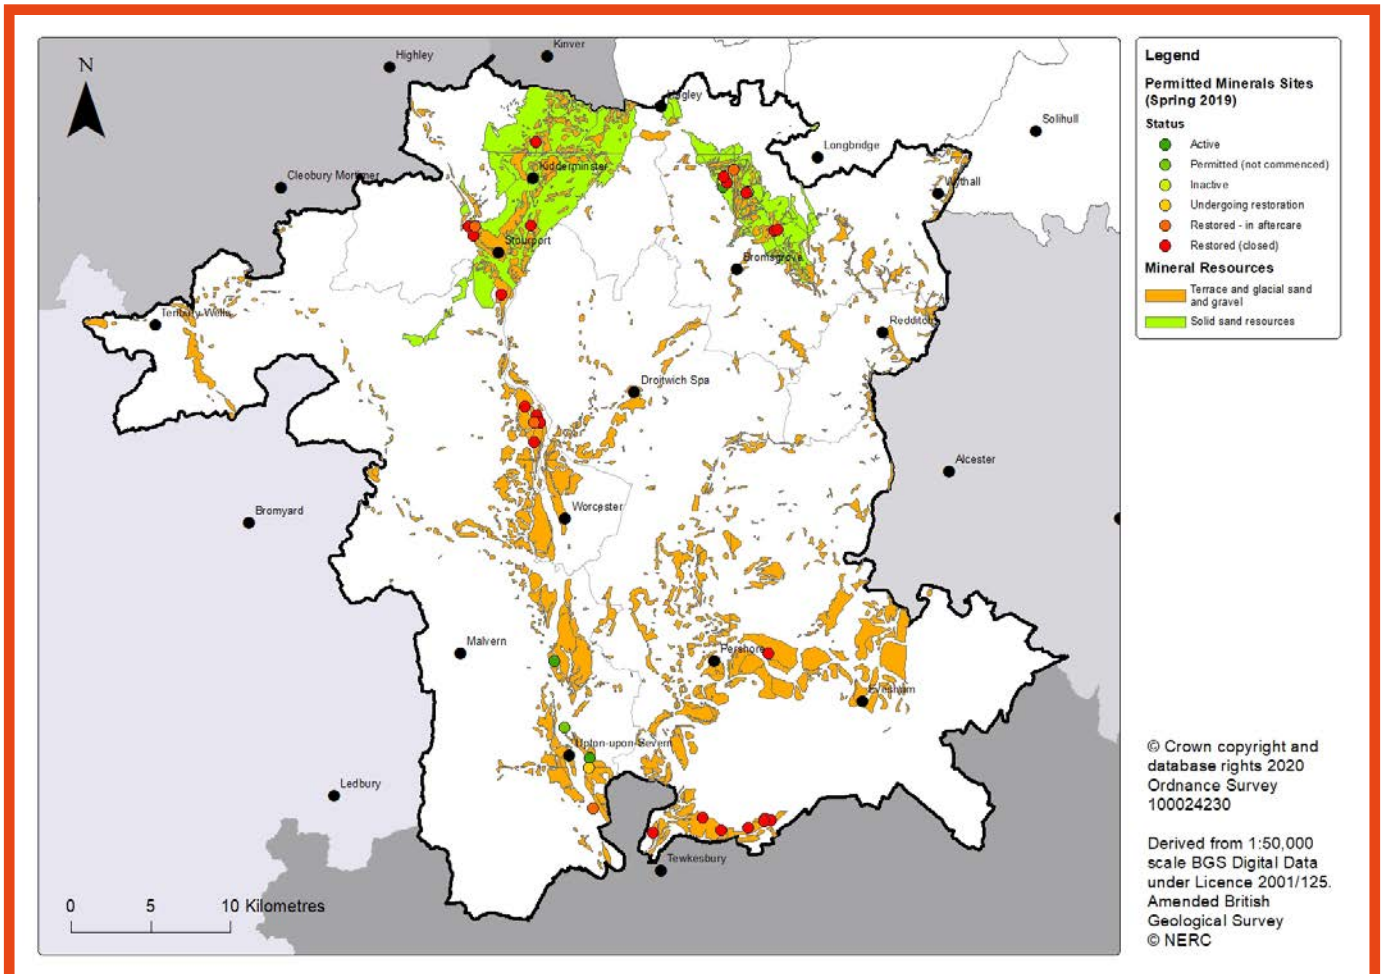 Kinver
Highley
N
Hagley
Solihull
Longbridge
Kidderminster
Cleobury Mortimer
Wythall
Stourport
Bromsgrove
Tenbury Wells
Redditch
Droitwich Spa
Alcester
Bromyard
Worcester
Malvern
Pershore
Evesham
Upton-upon-Severn
Ledbury
Tewkesbury
0 5 10 Kilometres
Legend
Permitted Minerals Sites
(Spring 2019)
Status
Active
Permitted (not commenced)
Inactive
Undergoing restoration
Restored - in aftercare
Restored (closed)
Mineral Resources
Terrace and glacial sand
and gravel
Solid sand resources
© Crown copyright and
database rights 2020
Ordnance Survey
100024230
Derived from 1:50,000
scale BGS Digital Data
under Licence 2001/125.
Amended British
Geological Survey
© NERC